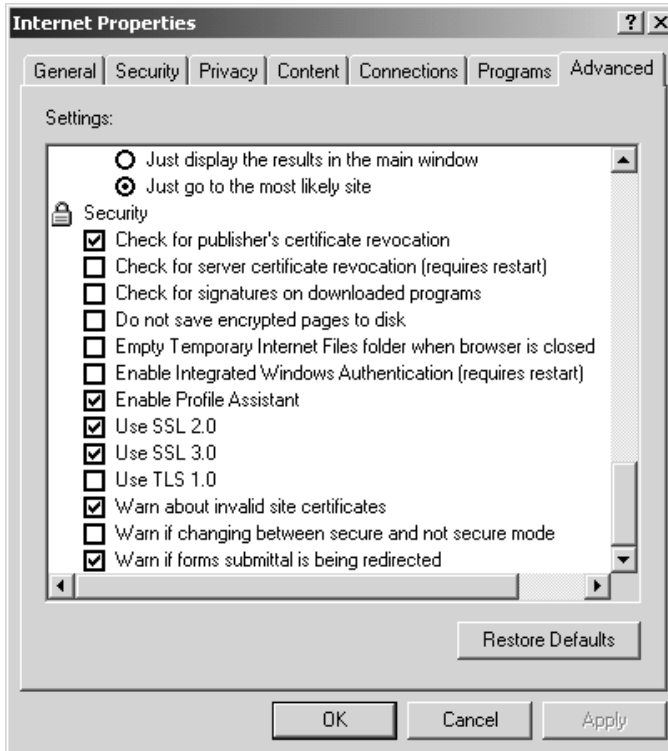 Internet Properties
General Security Privacy Content Connections Programs Advanced
Settings:
Just display the results in the main window
Just go to the most likely site
Security
Check for publisher's certificate revocation
Check for server certificate revocation (requires restart)
Check for signatures on downloaded programs
Do not save encrypted pages to disk
Empty Temporary Internet Files folder when browser is closed
Enable Integrated Windows Authentication (requires restart)
Enable Profile Assistant
Use SSL 2.0
Use SSL 3.0
Use TLS 1.0
Warn about invalid site certificates
Warn if changing between secure and not secure mode
Warn if forms submittal is being redirected
Restore Defaults
OK Cancel Apply